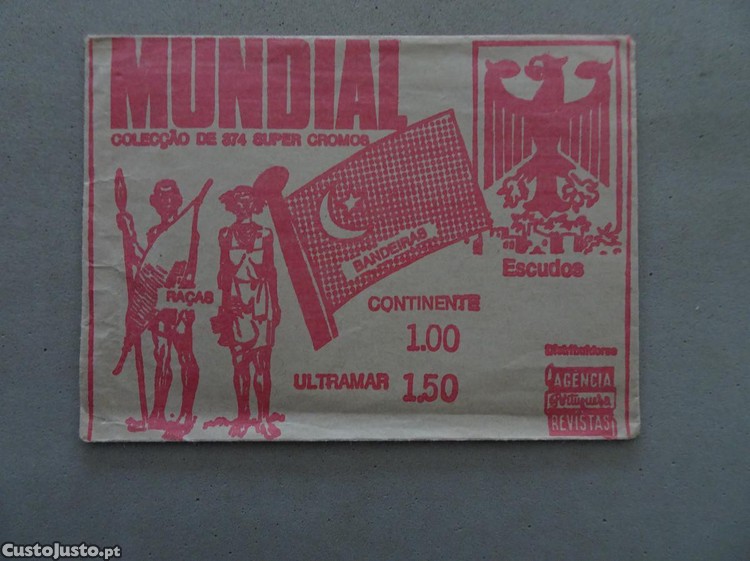 MUNDIAL
COLECÇÃO DE 374 SUPER CROMOS
RAÇAS
BANDEIRAS
Escudos
CONTINENTE
1.00
ULTRAMAR 1,50
Distribuidores
AGENCIA
REVISTAS
CustoJusto.pt